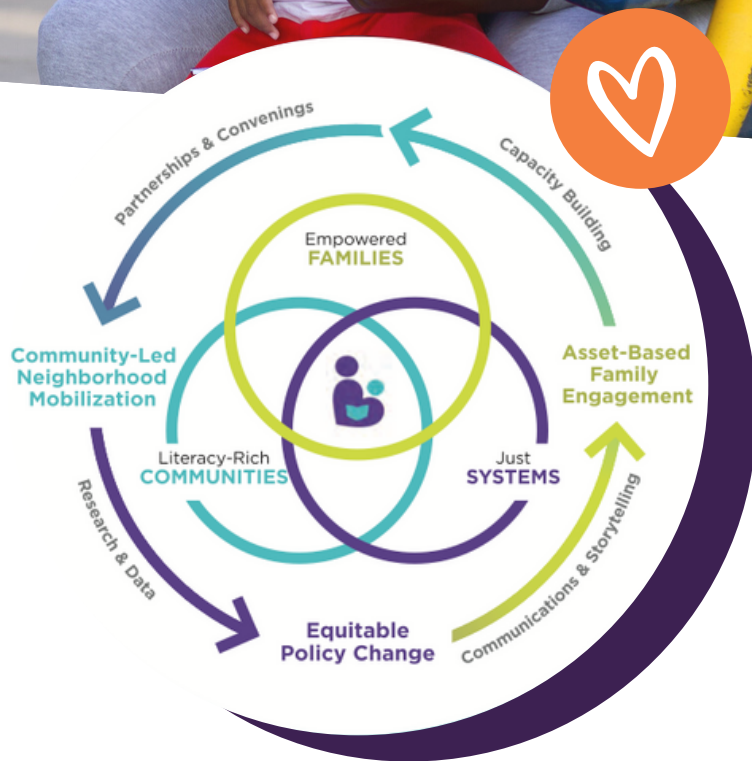 Partnerships & Convenings
Capacity Building
Empowered
FAMILIES
Community-Led
Neighborhood
Mobilization
Asset-Based
Family
Engagement
Literacy-Rich
COMMUNITIES
Just
SYSTEMS
Research & Data
Communications & Storytelling
Equitable
Policy Change